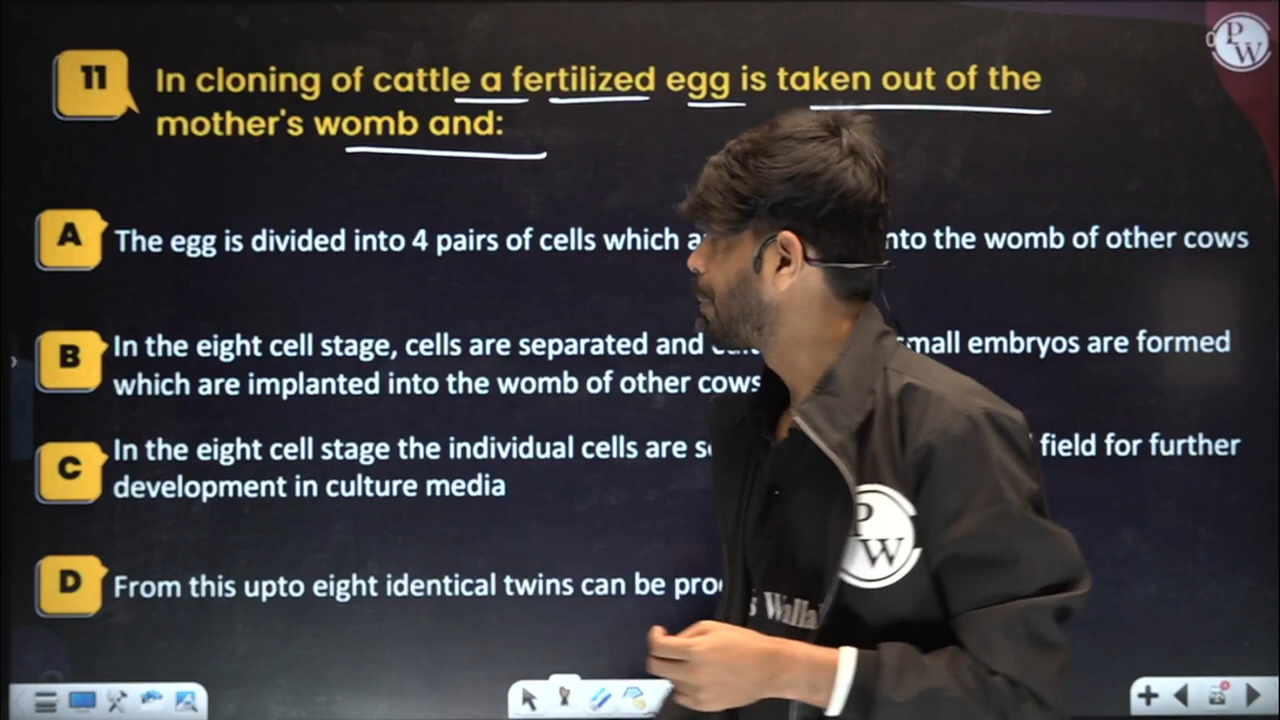 11
In cloning of cattle a fertilized egg is taken out of the
mother's womb and:
PW
A
The egg is divided into 4 pairs of cells which into the womb of other cows
B
In the eight cell stage, cells are separated and small embryos are formed
which are implanted into the womb of other cows
C
In the eight cell stage the individual cells are field for further
development in culture media
D
From this upto eight identical twins can be
PW